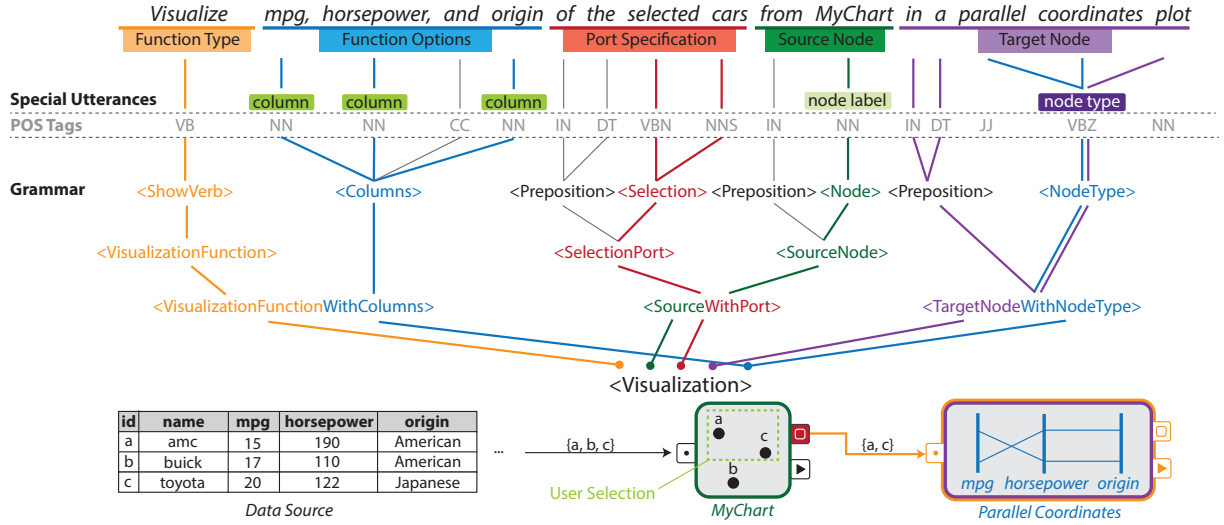 Visualize mpg, horsepower, and origin of the selected cars from MyChart in a parallel coordinates plot
Function Type Function Options Port Specification Source Node Target Node
Special Utterances column column column node label node type
POS Tags VB NN NN CC NN IN DT VBN NNS IN NN IN DT JJ VBZ NN
Grammar <ShowVerb> <Columns> <Preposition> <Selection> <Preposition> <Node> <Preposition> <NodeType>
<VisualizationFunction> <SelectionPort> <SourceNode>
<VisualizationFunctionWithColumns> <SourceWithPort> <TargetNodeWithNodeType>
<Visualization>
id name mpg horsepower origin
a amc 15 190 American
b buick 17 110 American
c toyota 20 122 Japanese
...
{a, b, c}
a
c
b
User Selection
{a, c}
mpg horsepower origin
Data Source MyChart Parallel Coordinates